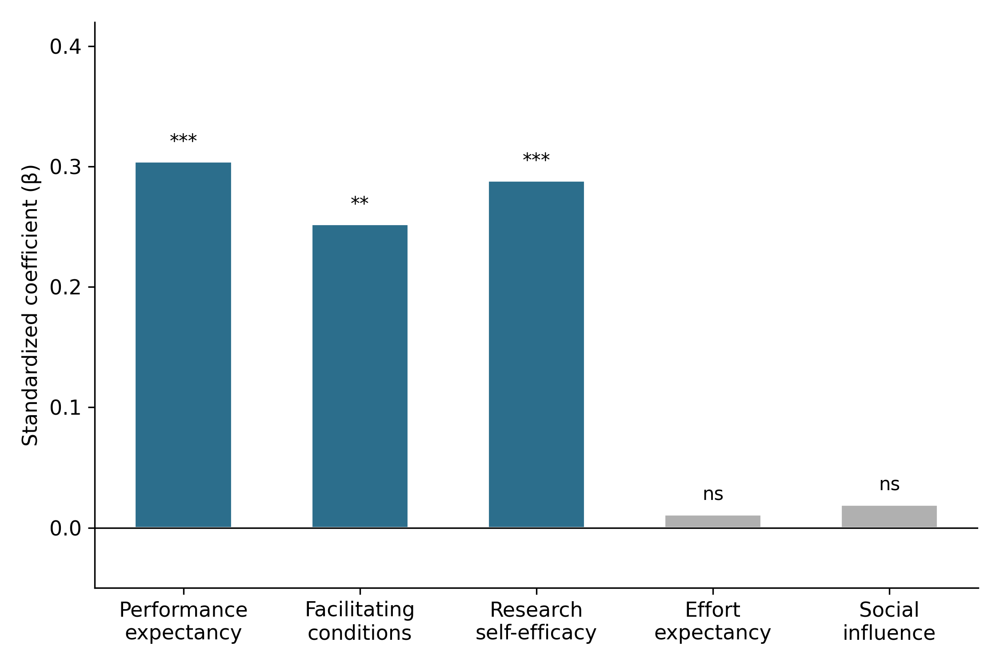 Standardized coefficient (β)
0.4
0.3
0.2
0.1
0.0
***
**
***
ns
ns
Performance
expectancy
Facilitating
conditions
Research
self-efficacy
Effort
expectancy
Social
influence